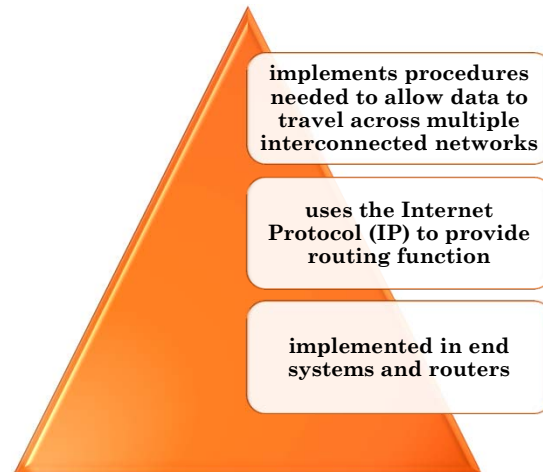 implements procedures
needed to allow data to
travel across multiple
interconnected networks
uses the Internet
Protocol (IP) to provide
routing function
implemented in end
systems and routers